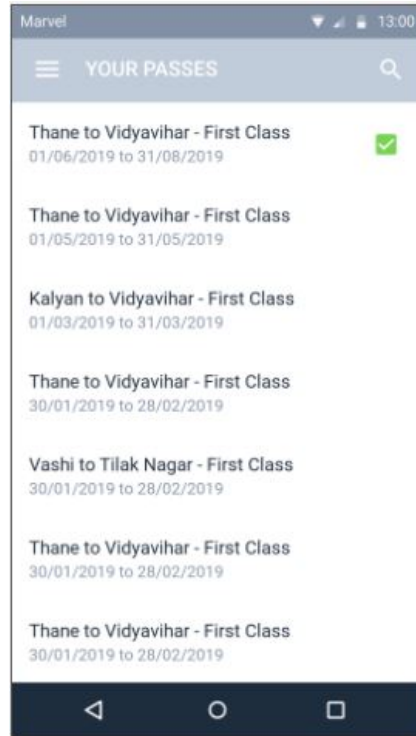 Marvel 13:00
YOUR PASSES
Thane to Vidyavihar - First Class
01/06/2019 to 31/08/2019
Thane to Vidyavihar - First Class
01/05/2019 to 31/05/2019
Kalyan to Vidyavihar - First Class
01/03/2019 to 31/03/2019
Thane to Vidyavihar - First Class
30/01/2019 to 28/02/2019
Vashi to Tilak Nagar - First Class
30/01/2019 to 28/02/2019
Thane to Vidyavihar - First Class
30/01/2019 to 28/02/2019
Thane to Vidyavihar - First Class
30/01/2019 to 28/02/2019